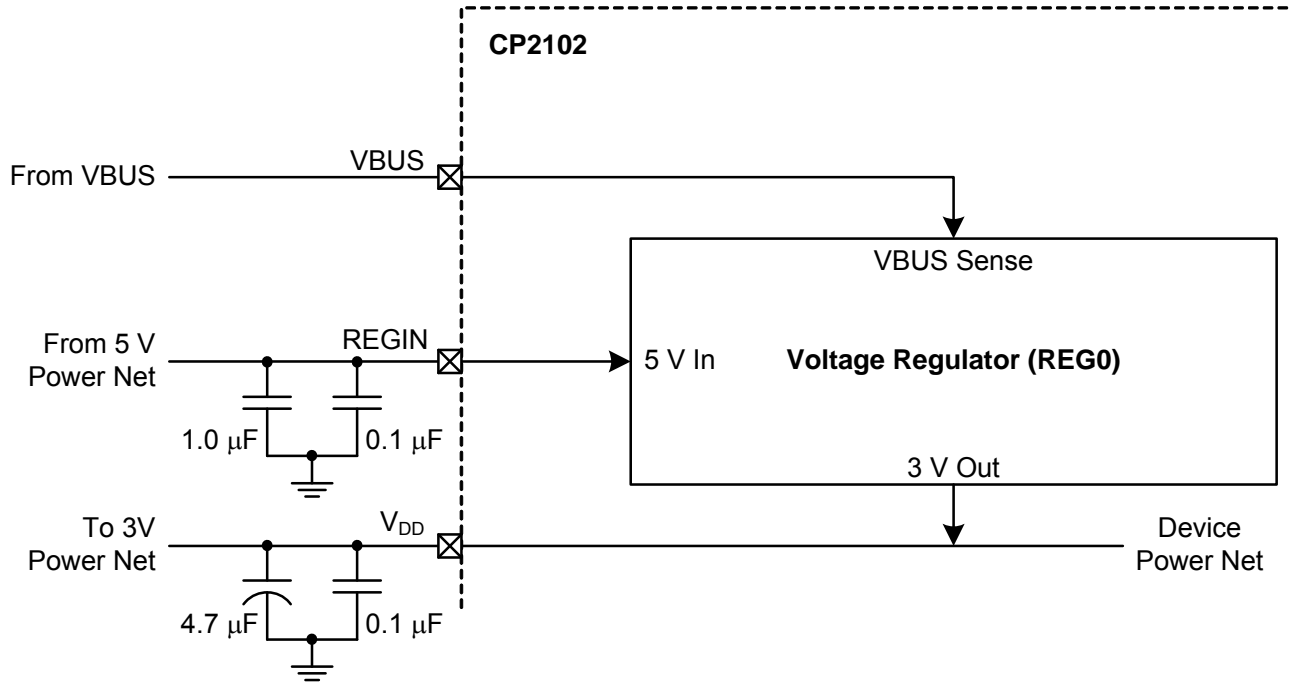 CP2102
From VBUS
VBUS
VBUS Sense
From 5 V
Power Net
REGIN
5 V In
Voltage Regulator (REG0)
1.0 μF
0.1 μF
3 V Out
To 3V
Power Net
VDD
Device
Power Net
4.7 μF
0.1 μF